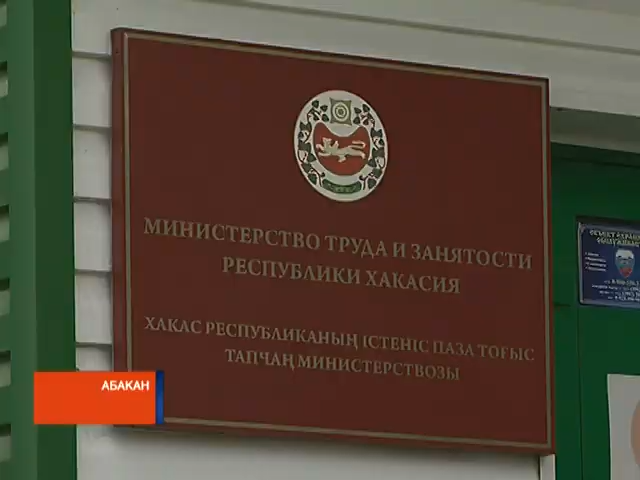 МИНИСТЕРСТВО ТРУДА И ЗАНЯТОСТИ
РЕСПУБЛИКИ ХАКАСИЯ
ХАКАС РЕСПУБЛИКАНЫҢ ІСТЕНІС ПАЗА ТОҒЫС
ТАПЧАҢ МИНИСТЕРСТВОЗЫ
АБАКАН